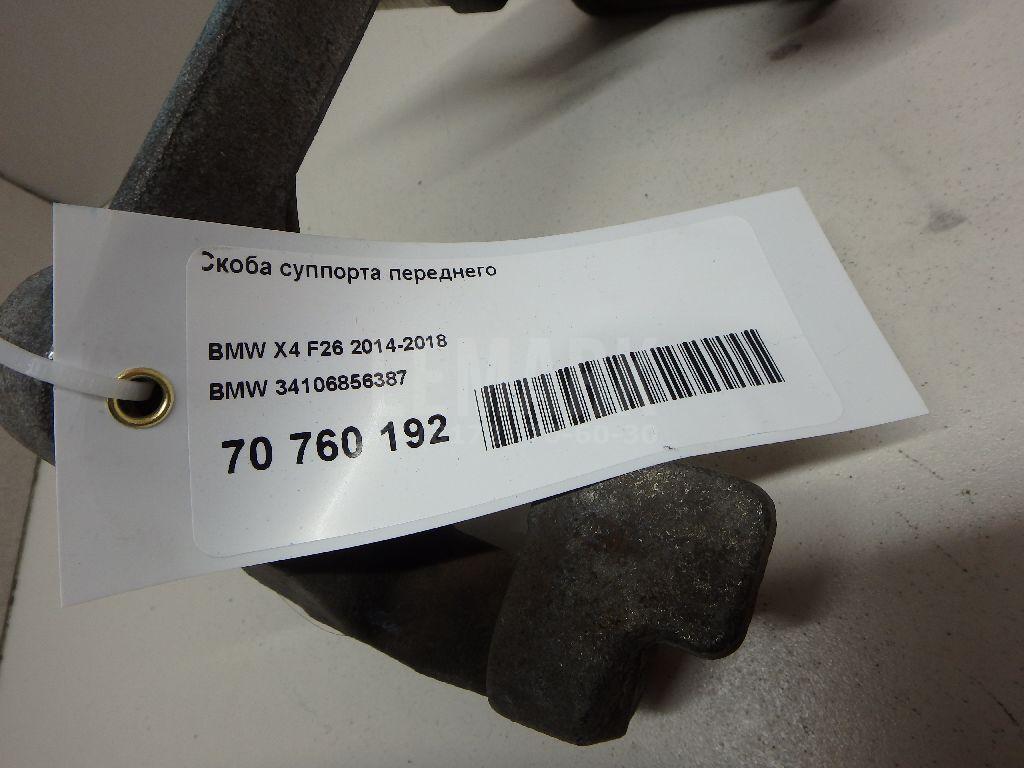 Скоба суппорта переднего
BMW X4 F26 2014-2018
BMW 34106856387
70 760 192